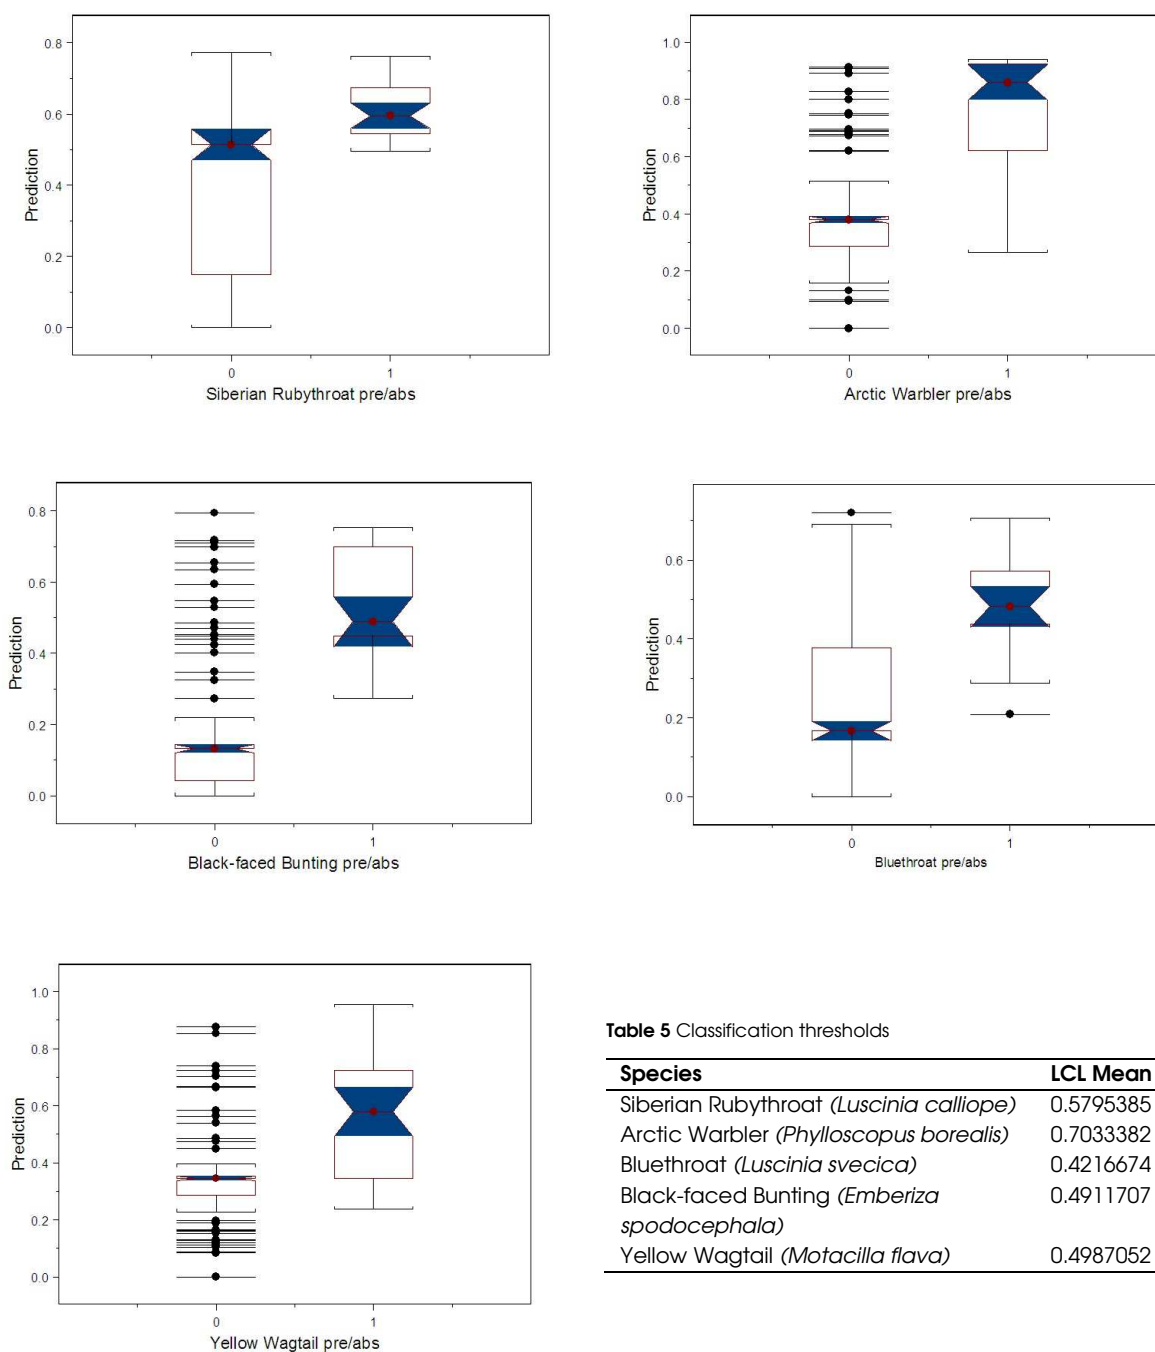 0.8
0.6
0.4
0.2
0.0
Prediction
0 1
Siberian Rubythroat pre/abs
1.0
0.8
0.6
0.4
0.2
0.0
Prediction
0 1
Arctic Warbler pre/abs
0.8
0.6
0.4
0.2
0.0
Prediction
0 1
Black-faced Bunting pre/abs
0.6
0.4
0.2
0.0
Prediction
0 1
Bluethroat pre/abs
1.0
0.8
0.6
0.4
0.2
0.0
Prediction
0 1
Yellow Wagtail pre/abs
Table 5 Classification thresholds
Species LCL Mean
Siberian Rubythroat (Luscinia calliope) 0.5795385
Arctic Warbler (Phylloscopus borealis) 0.7033382
Bluethroat (Luscinia svecica) 0.4216674
Black-faced Bunting (Emberiza 0.4911707
spodocephala)
Yellow Wagtail (Motacilla flava) 0.4987052